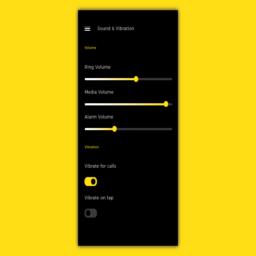 Sound & Vibration
Volume
Ring Volume
Media Volume
Alarm Volume
Vibration
Vibrate for calls
Vibrate on tap